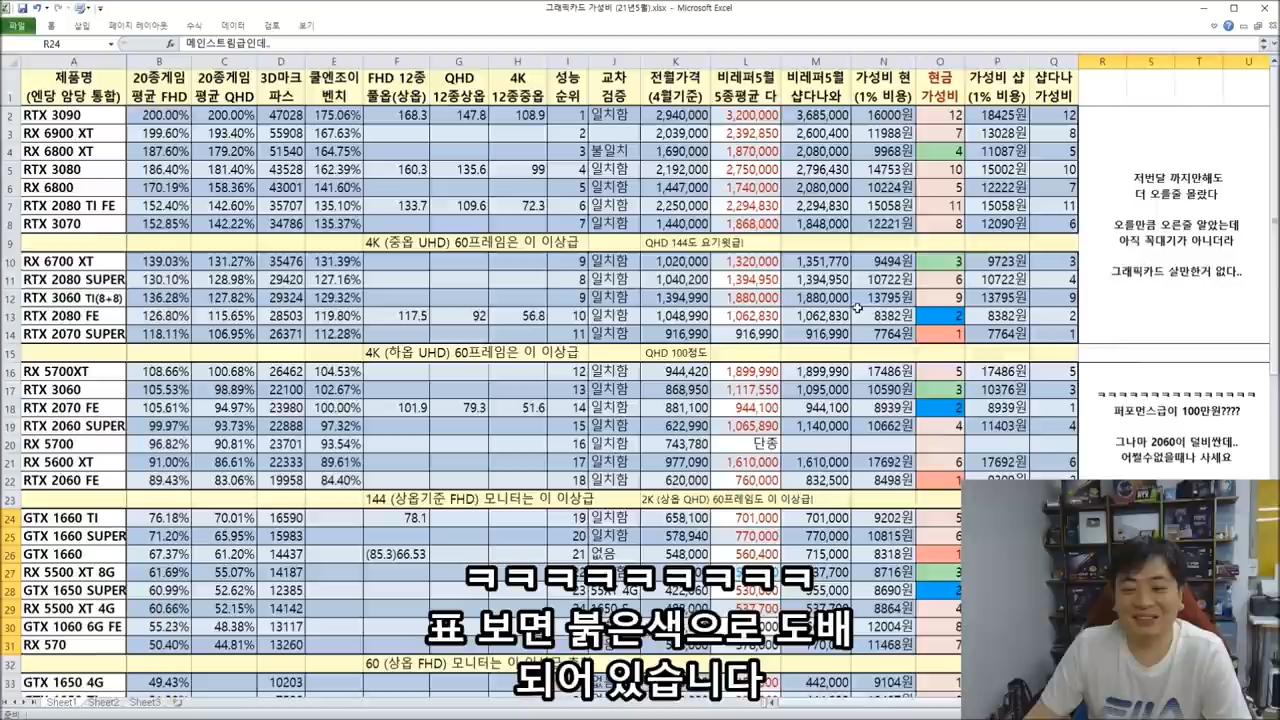 그래픽카드 가성비 (21년5월).xlsx - Microsoft Excel
파일 홈 삽입 페이지 레이아웃 수식 데이터 검토 보기
R24 fx 메인스트림급인데..
A B C D E F G H I J K L M N O P Q R S T U
제품명 20종게임 20종게임 3D마크 쿨엔조이 FHD 12종 QHD 4K 성능 교차 전월가격 비레퍼5월 비레퍼5월 가성비 현 현금 가성비 샵 샵다나
1 (엔당 암당 통합) 평균 FHD 평균 QHD 파스 벤치 풀옵(상옵) 12종상옵 12종중옵 순위 검증 (4월기준) 5종평균 다 샵다나와 (1% 비용) 가성비 (1% 비용) 가성비
2 RTX 3090 200.00% 200.00% 47028 175.06% 168.3 147.8 108.9 1 일치함 2,940,000 3,200,000 3,685,000 16000원 12 18425원 12
3 RX 6900 XT 199.60% 193.40% 55908 167.63% 2 2,039,000 2,392,850 2,600,400 11988원 7 13028원 8
4 RX 6800 XT 187.60% 179.20% 51540 164.75% 3 불일치 1,690,000 1,870,000 2,080,000 9968원 4 11087원 5
5 RTX 3080 186.40% 181.40% 43528 162.39% 160.3 135.6 99 4 일치함 2,192,000 2,750,000 2,796,430 14753원 10 15002원 10
6 RX 6800 170.19% 158.36% 43001 141.60% 5 일치함 1,447,000 1,740,000 2,080,000 10224원 5 12222원 7
7 RTX 2080 TI FE 152.40% 142.60% 35707 135.10% 133.7 109.6 72.3 6 일치함 2,250,000 2,294,830 2,294,830 15058원 11 15058원 11
8 RTX 3070 152.85% 142.22% 34786 135.37% 7 일치함 1,440,000 1,868,000 1,848,000 12221원 8 12090원 6
9 4K (중옵 UHD) 60프레임은 이 이상급 QHD 144도 요기윗급!
10 RX 6700 XT 139.03% 131.27% 35476 131.39% 9 일치함 1,020,000 1,320,000 1,351,770 9494원 3 9723원 3
11 RTX 2080 SUPER 130.10% 128.98% 29420 127.16% 8 일치함 1,040,200 1,394,950 1,394,950 10722원 6 10722원 4
12 RTX 3060 TI(8+8) 136.28% 127.82% 29324 129.32% 9 일치함 1,394,990 1,880,000 1,880,000 13795원 9 13795원 9
13 RTX 2080 FE 126.80% 115.65% 28503 119.80% 117.5 92 56.8 10 일치함 1,048,990 1,062,830 1,062,830 8382원 2 8382원 2
14 RTX 2070 SUPER 118.11% 106.95% 26371 112.28% 11 일치함 916,990 916,990 916,990 7764원 1 7764원 1
15 4K (하옵 UHD) 60프레임은 이 이상급 QHD 100정도
16 RX 5700XT 108.66% 100.68% 26462 104.53% 12 일치함 944,420 1,899,990 1,899,990 17486원 5 17486원 5
17 RTX 3060 105.53% 98.89% 22100 102.67% 13 일치함 868,950 1,117,550 1,095,000 10590원 3 10376원 3
18 RTX 2070 FE 105.61% 94.97% 23980 100.00% 101.9 79.3 51.6 14 일치함 881,100 944,100 944,100 8939원 2 8939원 1
19 RTX 2060 SUPER 99.97% 93.73% 22888 97.32% 15 일치함 622,990 1,065,890 1,140,000 10662원 4 11403원 4
20 RX 5700 96.82% 90.81% 23701 93.54% 16 일치함 743,780 단종
21 RX 5600 XT 91.00% 86.61% 22333 89.61% 17 일치함 977,090 1,610,000 1,610,000 17692원 6 17692원 6
22 RTX 2060 FE 89.43% 83.06% 19958 84.40% 18 일치함 620,000 760,000 832,500 8498원 1
23 144 (상옵기준 FHD) 모니터는 이 이상급 2K (상옵 QHD) 60프레임도 이 이상급!
24 GTX 1660 TI 76.18% 70.01% 16590 78.1 19 일치함 658,100 701,000 701,000 9202원 5
25 GTX 1660 SUPER 71.20% 65.95% 15983 20 일치함 578,940 770,000 770,000 10815원 6
26 GTX 1660 67.37% 61.20% 14437 (85.3)66.53 21 없음 548,000 560,400 715,000 8318원 1
27 RX 5500 XT 8G 61.69% 55.07% 14187 8716원 3
28 GTX 1650 SUPER 60.99% 52.62% 12385 23 55XT 4G 530,000 8690원 2
29 RX 5500 XT 4G 60.66% 52.15% 14142 537,700 8864원 4
30 GTX 1060 6G FE 55.23% 48.38% 13117 12004원 8
31 RX 570 50.40% 44.81% 13260 11468원 7
32 60 (상옵 FHD) 모니터는 이 이상급
33 GTX 1650 4G 49.43% 10203 442,000 9104원 1
저번달 까지만해도
더 오를줄 몰랐다
오를만큼 오른줄 알았는데
아직 꼭대기가 아니더라
그래픽카드 살만한거 없다..
ㅋㅋㅋㅋㅋㅋㅋㅋㅋㅋㅋㅋㅋㅋ
퍼포먼스급이 100만원????
그나마 2060이 덜비싼데..
어쩔수없을때나 사세요
ㅋㅋㅋㅋㅋㅋㅋㅋㅋ
표 보면 붉은색으로 도배
되어 있습니다
Sheet1 Sheet2 Sheet3
준비
FILA